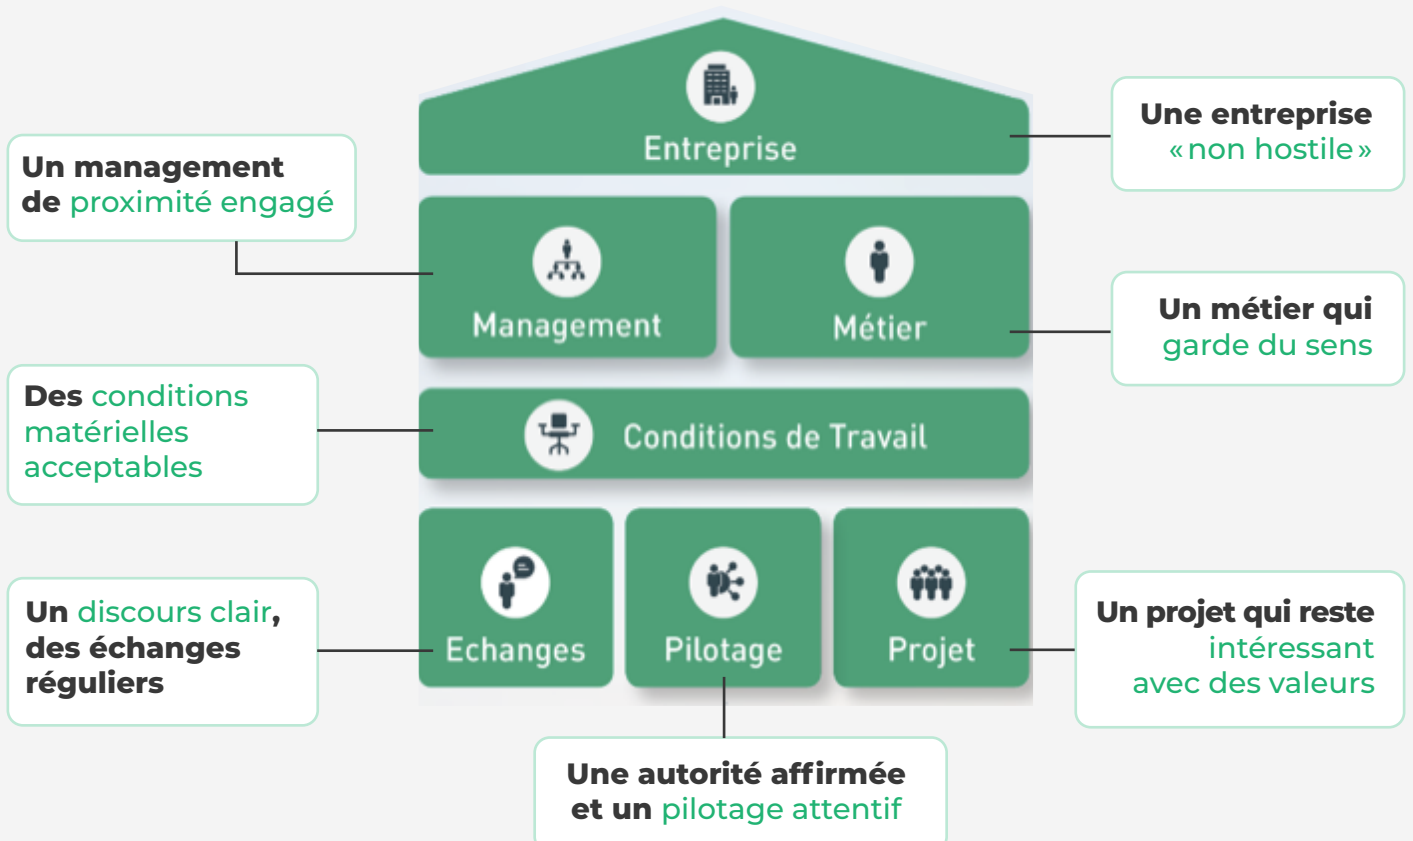 Entreprise
Une entreprise
«non hostile»
Un management
de proximité engagé
Management
Métier
Un métier qui
garde du sens
Des conditions
matérielles
acceptables
Conditions de Travail
Un discours clair,
des échanges
réguliers
Echanges
Pilotage
Projet
Un projet qui reste
intéressant
avec des valeurs
Une autorité affirmée
et un pilotage attentif